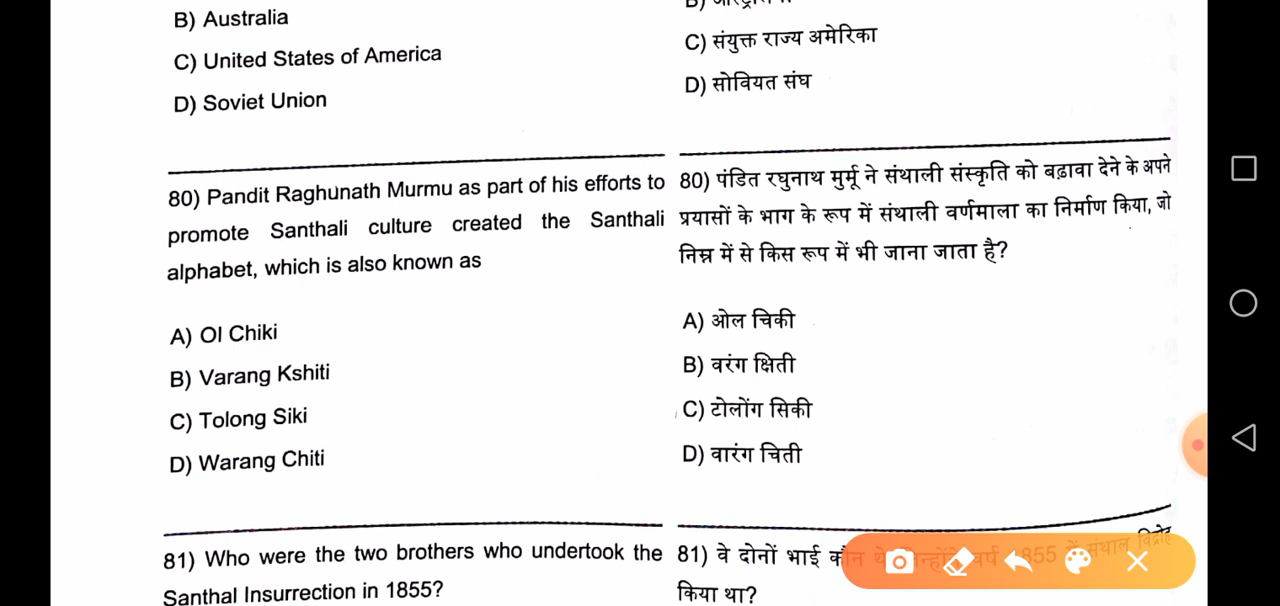 B) Australia
C) United States of America
D) Soviet Union
80) Pandit Raghunath Murmu as part of his efforts to
promote Santhali culture created the Santhali
alphabet, which is also known as
A) Ol Chiki
B) Varang Kshiti
C) Tolong Siki
D) Warang Chiti
81) Who were the two brothers who undertook the
Santhal Insurrection in 1855?
C) संयुक्त राज्य अमेरिका
D) सोवियत संघ
80) पंडित रघुनाथ मुर्मू ने संथाली संस्कृति को बढ़ावा देने के अपने
प्रयासों के भाग के रूप में संथाली वर्णमाला का निर्माण किया, जो
निम्न में से किस रूप में भी जाना जाता है?
A) ओल चिकी
B) वरंग क्षिती
C) टोलोंग सिकी
D) वारंग चिती
81) वे दोनों भाई कौन थे वर्ष 1855 में संथाल विद्रोह
किया था?